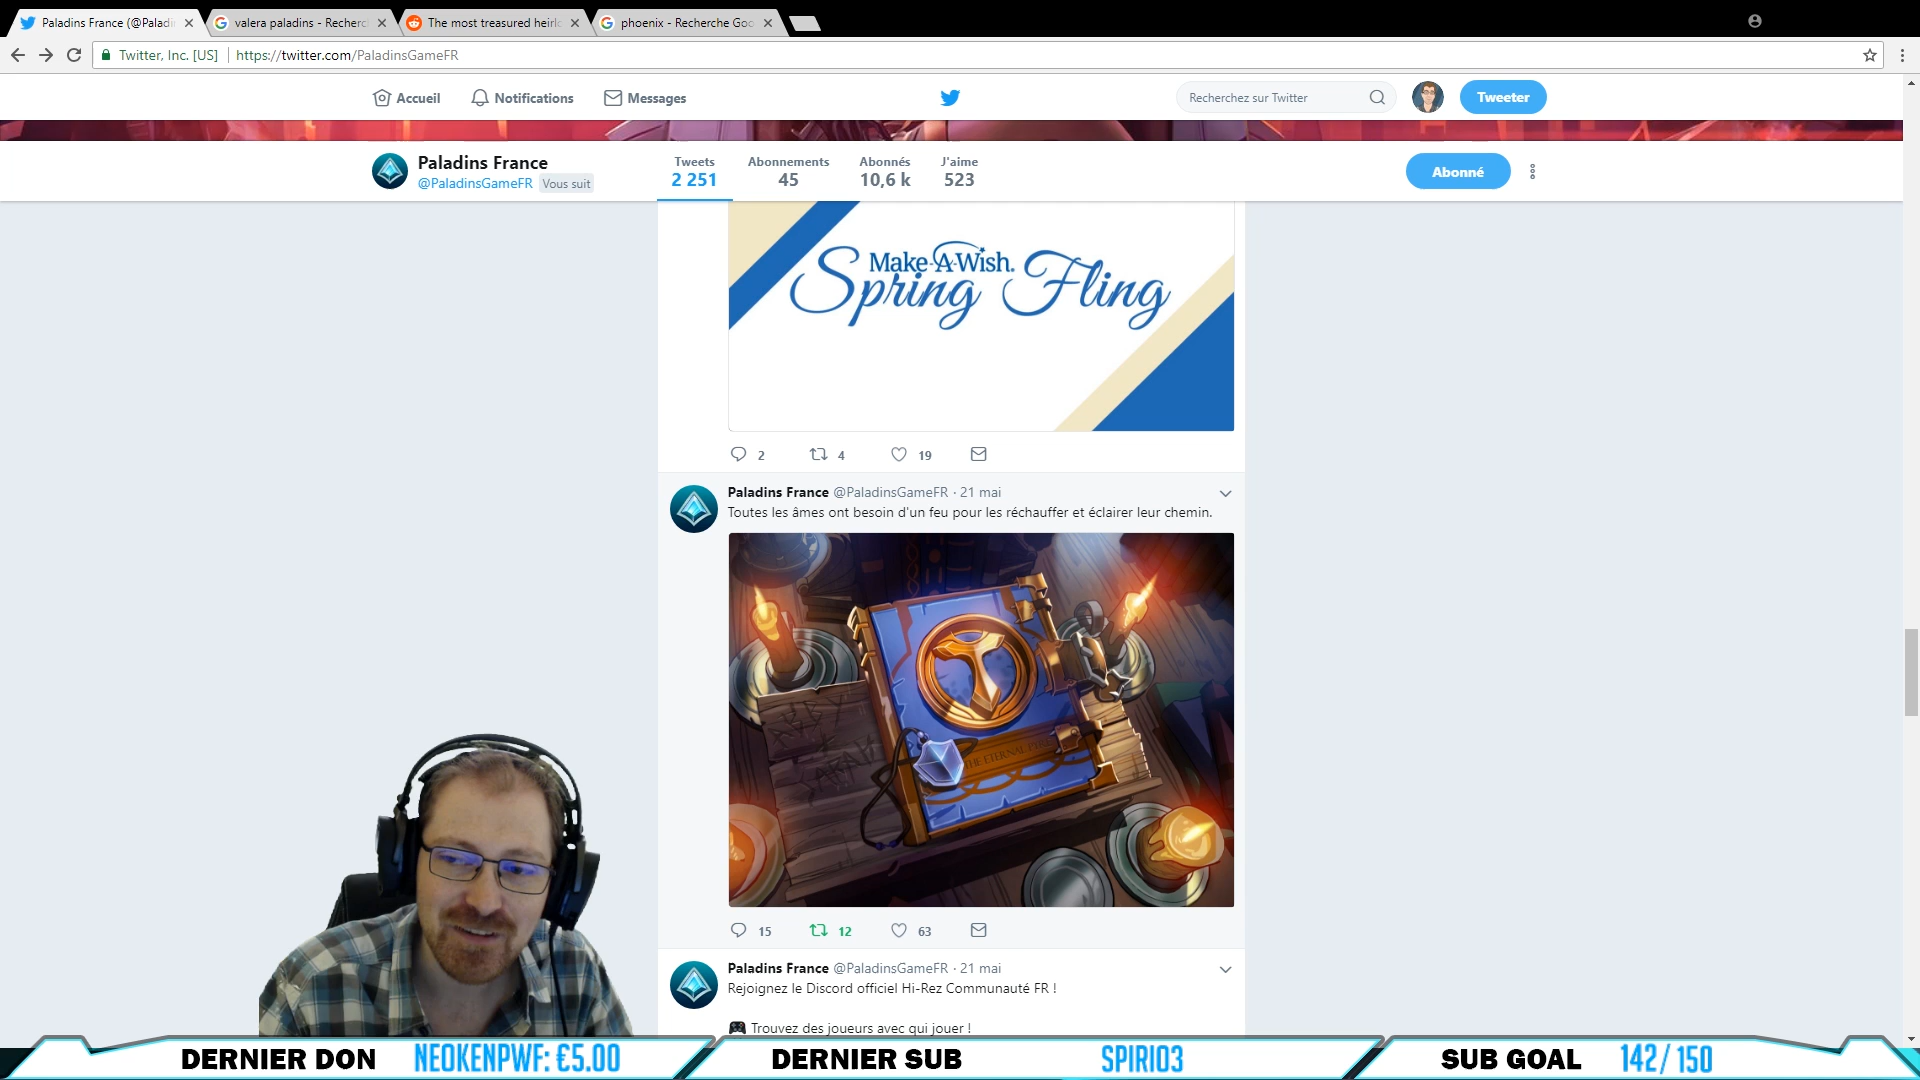 Paladins France (@Paladin
valera paladins - Recherc
The most treasured heirlo
phoenix - Recherche Goo
Twitter, Inc. [US]
https://twitter.com/PaladinsGameFR
Accueil
Notifications
Messages
Recherchez sur Twitter
Tweeter
Paladins France
@PaladinsGameFR
Vous suit
Tweets
2 251
Abonnements
45
Abonnés
10,6 k
J'aime
523
Abonné
Make-A-Wish.
Spring Fling
2
4
19
Paladins France @PaladinsGameFR · 21 mai
Toutes les âmes ont besoin d'un feu pour les réchauffer et éclairer leur chemin.
THE ETERNAL
15
12
63
Paladins France @PaladinsGameFR · 21 mai
Rejoignez le Discord officiel Hi-Rez Communauté FR !
🎮 Trouvez des joueurs avec qui jouer !
DERNIER DON NEOKENPWF: €5.00
DERNIER SUB SPIRIO3
SUB GOAL 142/150